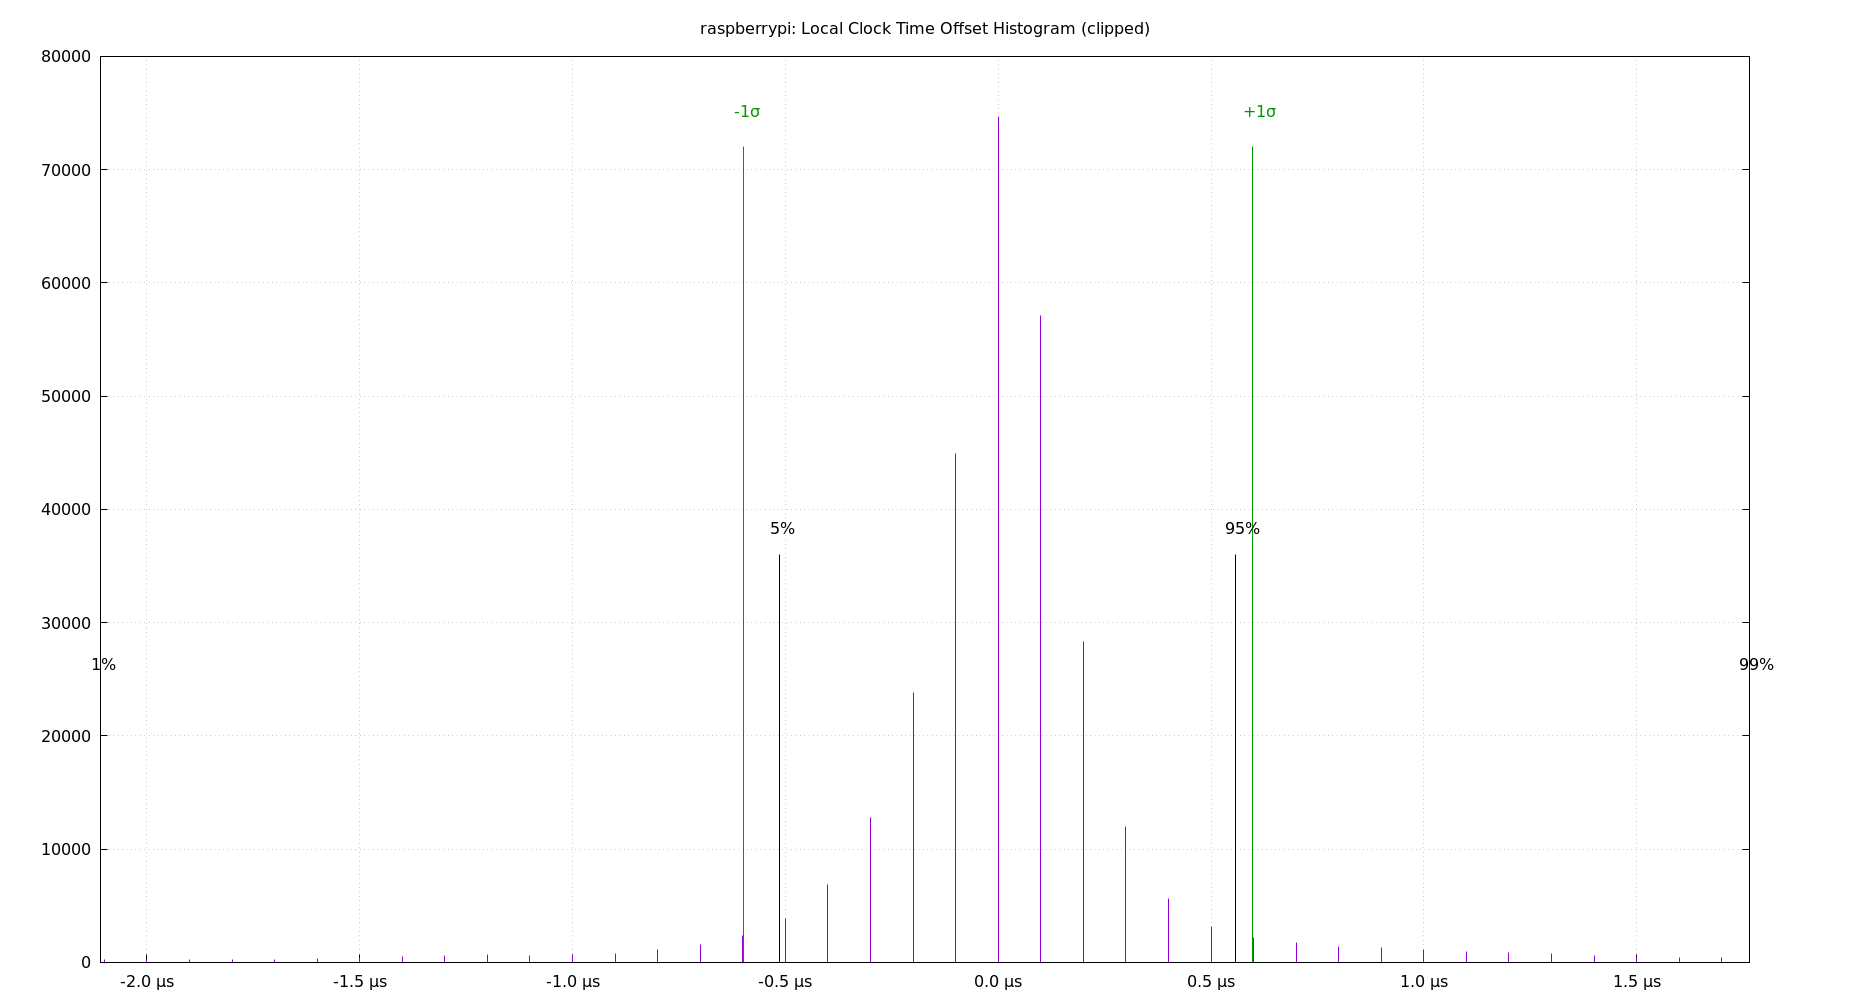 raspberrypi: Local Clock Time Offset Histogram (clipped)
80000
-1σ
+1σ
70000
60000
50000
40000
5%
95%
30000
1%
99%
20000
10000
0
-2.0 µs
-1.5 µs
-1.0 µs
-0.5 µs
0.0 µs
0.5 µs
1.0 µs
1.5 µs